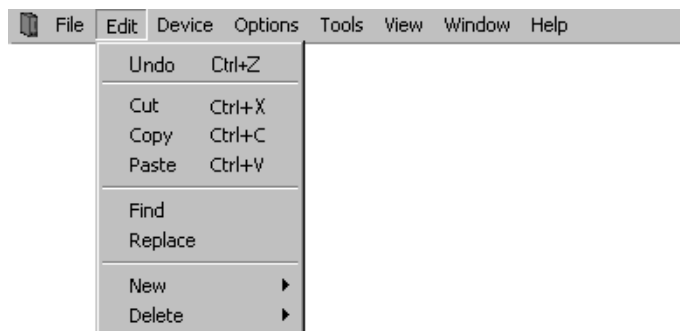 File Edit Device Options Tools View Window Help
Undo Ctrl+Z
Cut Ctrl+X
Copy Ctrl+C
Paste Ctrl+V
Find
Replace
New
Delete